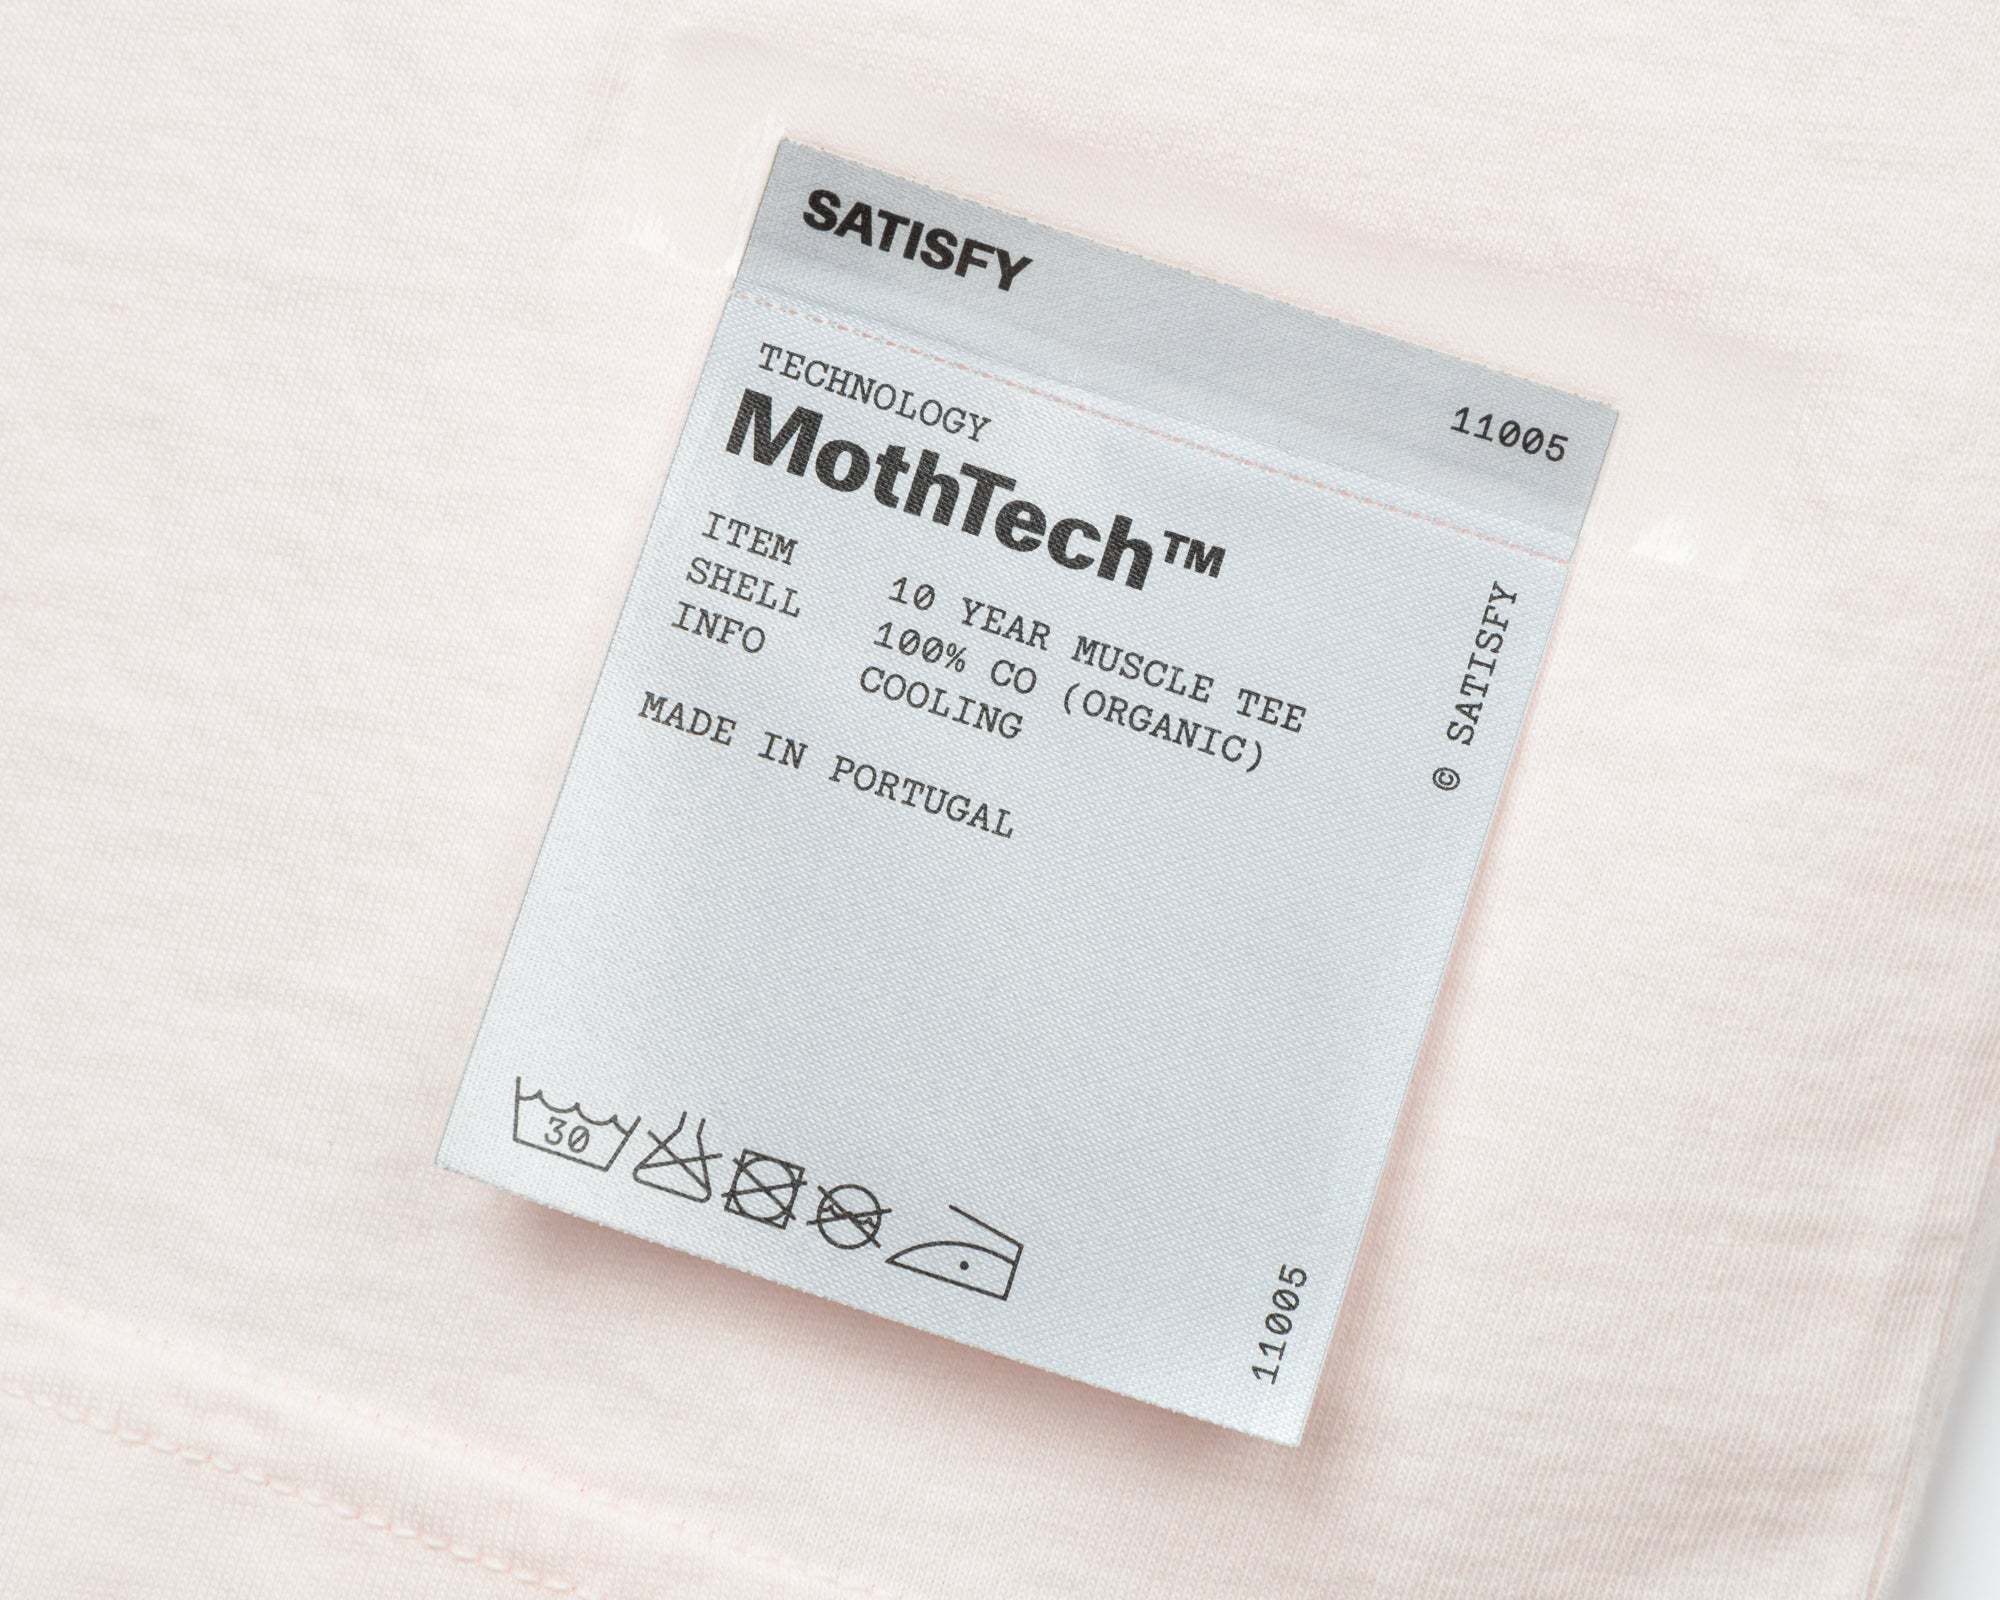 SATISFY
11005
TECHNOLOGY
MothTech™
ITEM 10 YEAR MUSCLE TEE
SHELL 100% CO (ORGANIC)
INFO COOLING
MADE IN PORTUGAL
© SATISFY
30
11005